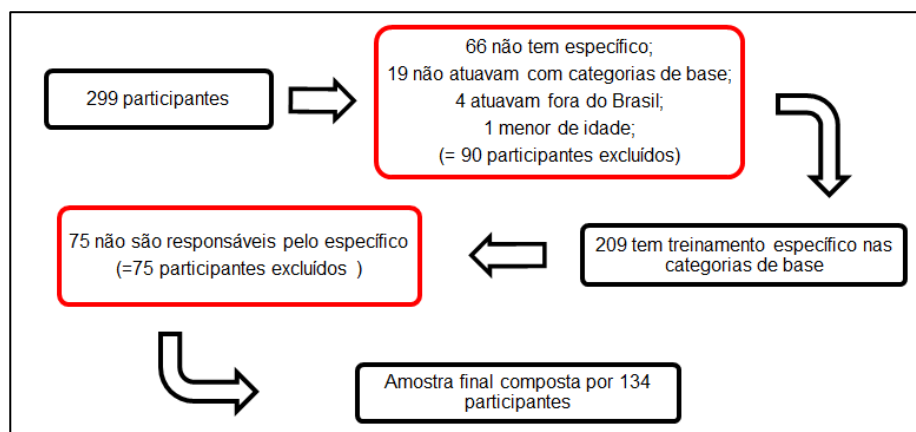 299 participantes
66 não tem específico;
19 não atuavam com categorias de base;
4 atuavam fora do Brasil;
1 menor de idade;
(= 90 participantes excluídos)
209 tem treinamento específico nas
categorias de base
75 não são responsáveis pelo específico
(=75 participantes excluídos )
Amostra final composta por 134
participantes